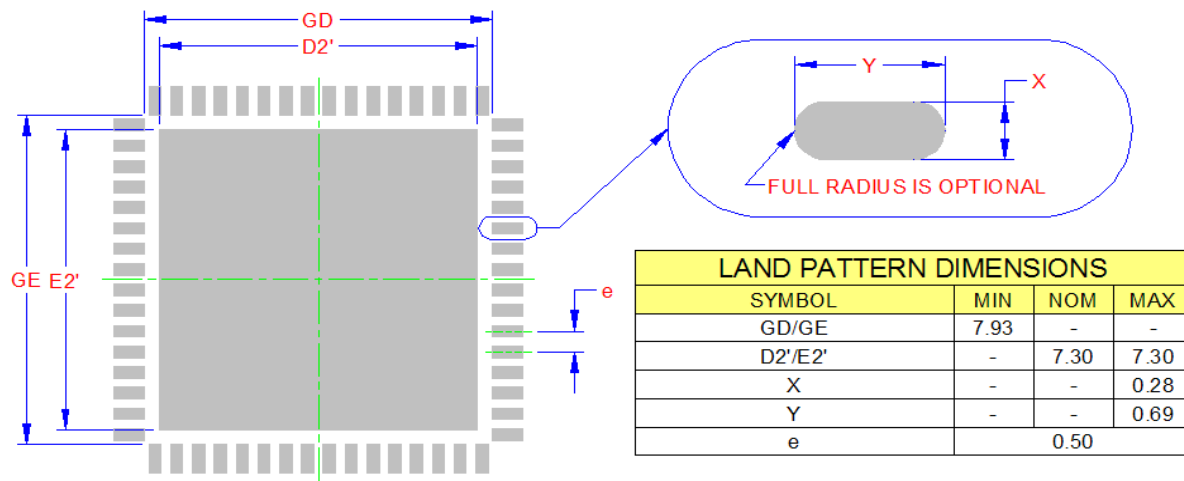 GD
D2'
GE
E2'
e
Y
X
FULL RADIUS IS OPTIONAL
LAND PATTERN DIMENSIONS
SYMBOL MIN NOM MAX
GD/GE 7.93 - -
D2'/E2' - 7.30 7.30
X - - 0.28
Y - - 0.69
e 0.50